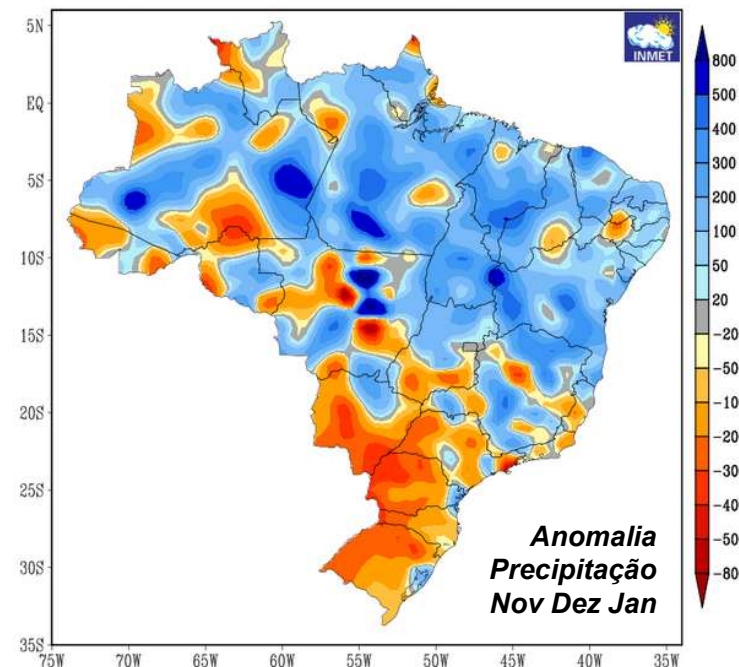 5N
EQ
5S
10S
15S
20S
25S
30S
35S
75W 70W 65W 60W 55W 50W 45W 40W 35W
INMET
800
500
400
300
200
100
50
20
-20
-50
-10
-20
-30
-40
-50
-80
Anomalia
Precipitação
Nov Dez Jan